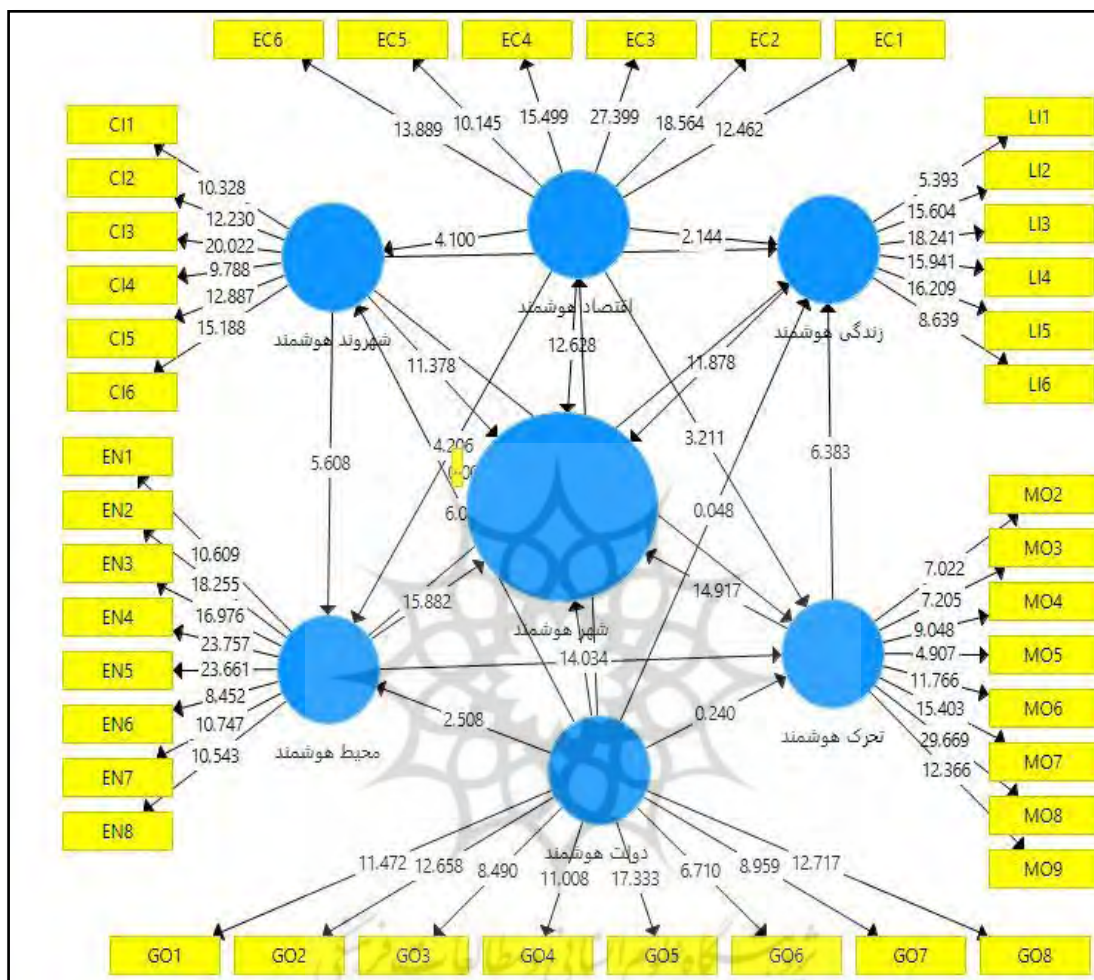 EC6 EC5 EC4 EC3 EC2 EC1
13.889 10.145 15.499 27.399 18.564 12.462
CI1
CI2
CI3
CI4
CI5
CI6
10.328
12.230
20.022
9.788
12.887
15.188
LI1
LI2
LI3
LI4
LI5
LI6
5.393
15.604
18.241
15.941
16.209
8.639
4.100 2.144
اقتصاد هوشمند
شهروند هوشمند
زندگی هوشمند
11.378 12.628 11.878
5.608 4.206 3.211 6.383
0.048
EN1
EN2
EN3
EN4
EN5
EN6
EN7
EN8
10.609
18.255
16.976
23.757
23.661
8.452
10.747
10.543
MO2
MO3
MO4
MO5
MO6
MO7
MO8
MO9
7.022
7.205
9.048
4.907
11.766
15.403
29.669
12.366
15.882 14.917
شهر هوشمند
14.034
2.508 0.240
محیط هوشمند
تحرک هوشمند
دولت هوشمند
11.472 12.658 8.490 11.008 17.333 6.710 8.959 12.717
GO1 GO2 GO3 GO4 GO5 GO6 GO7 GO8